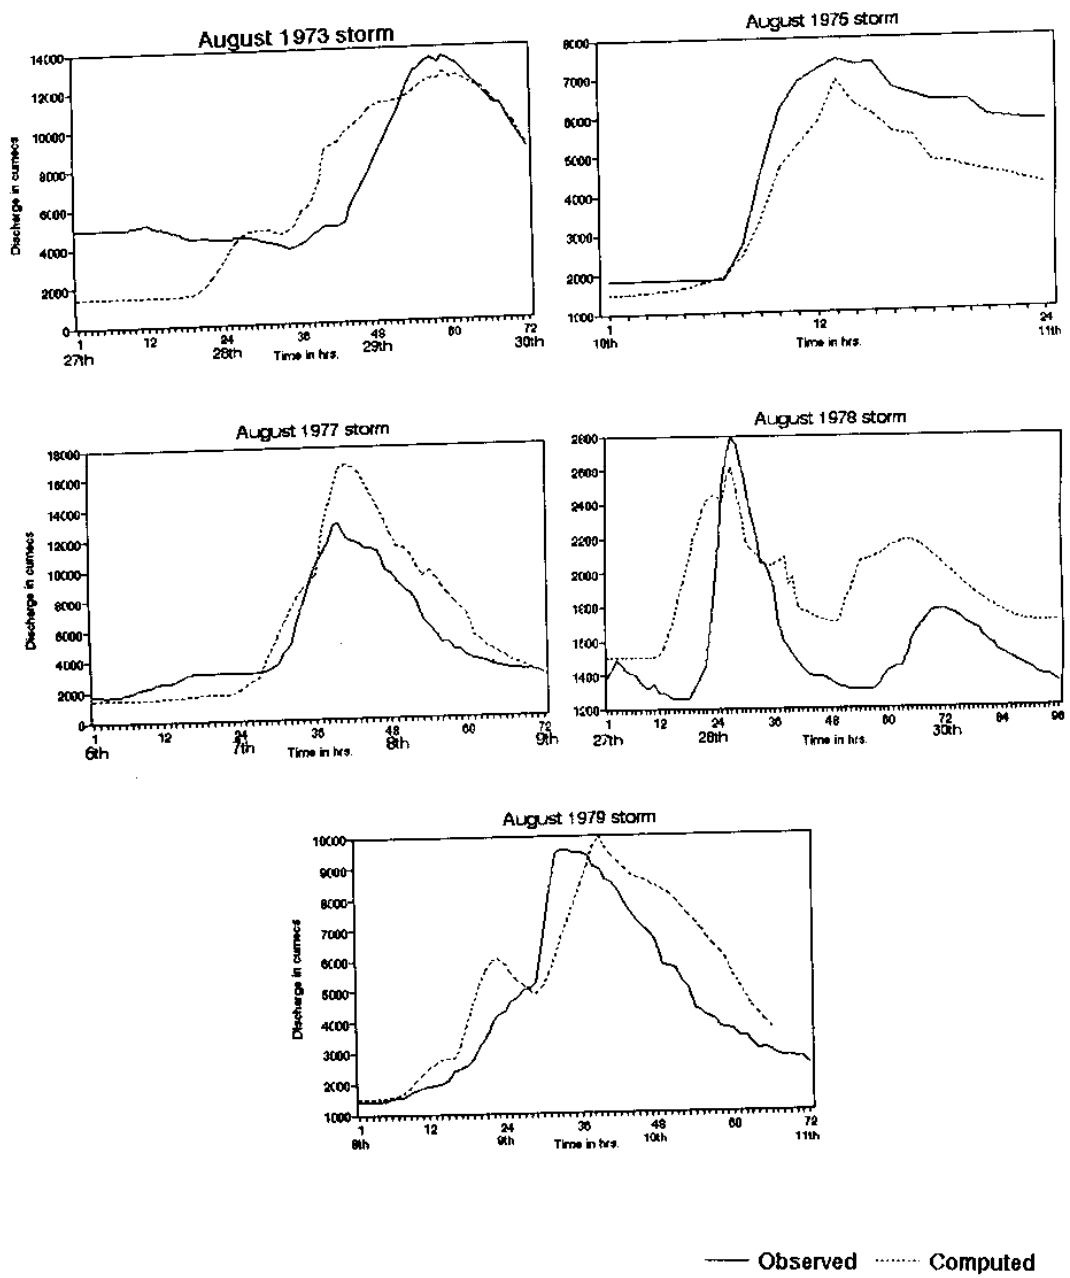 August 1973 storm
Discharge in cumecs
14000
12000
10000
8000
6000
4000
2000
0
1 12 24 36 48 60 72
27th 28th 29th 30th
Time in hrs.
August 1975 storm
8000
7000
6000
5000
4000
3000
2000
1000
1 12 24
10th 11th
Time in hrs.
August 1977 storm
Discharge in cumecs
18000
16000
14000
12000
10000
8000
6000
4000
2000
0
1 12 24 36 48 60 72
6th 7th 8th 9th
Time in hrs.
August 1978 storm
2800
2600
2400
2200
2000
1800
1600
1400
1200
1 12 24 36 48 60 72 84 96
27th 28th 30th
Time in hrs.
August 1979 storm
Discharge in cumecs
10000
9000
8000
7000
6000
5000
4000
3000
2000
1000
1 12 24 36 48 60 72
8th 9th 10th 11th
Time in hrs.
Observed Computed